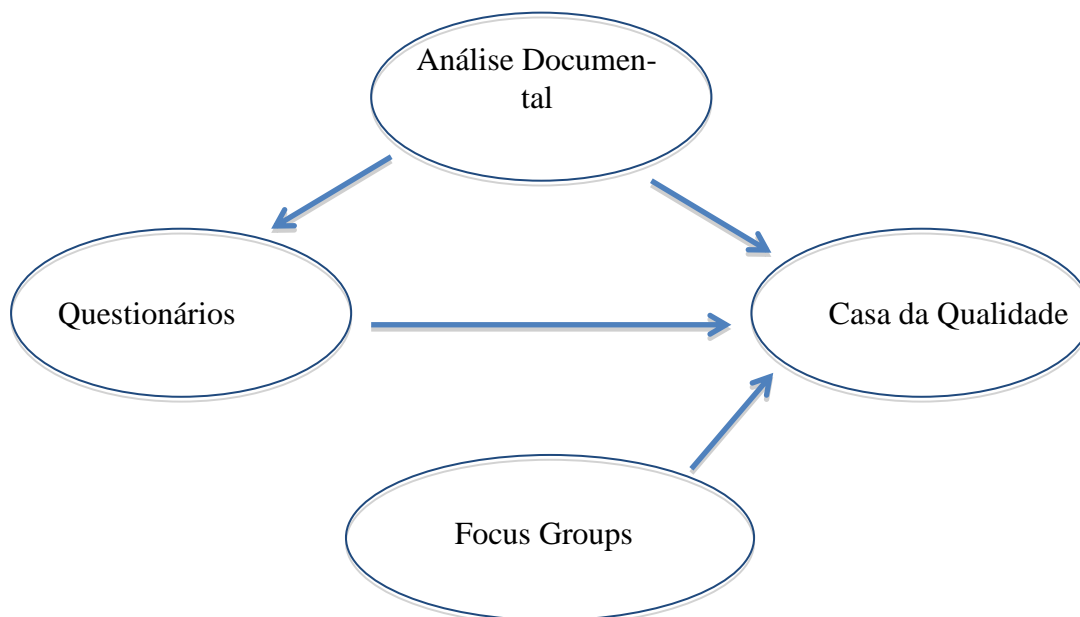 Análise Documen-
tal
Questionários
Casa da Qualidade
Focus Groups